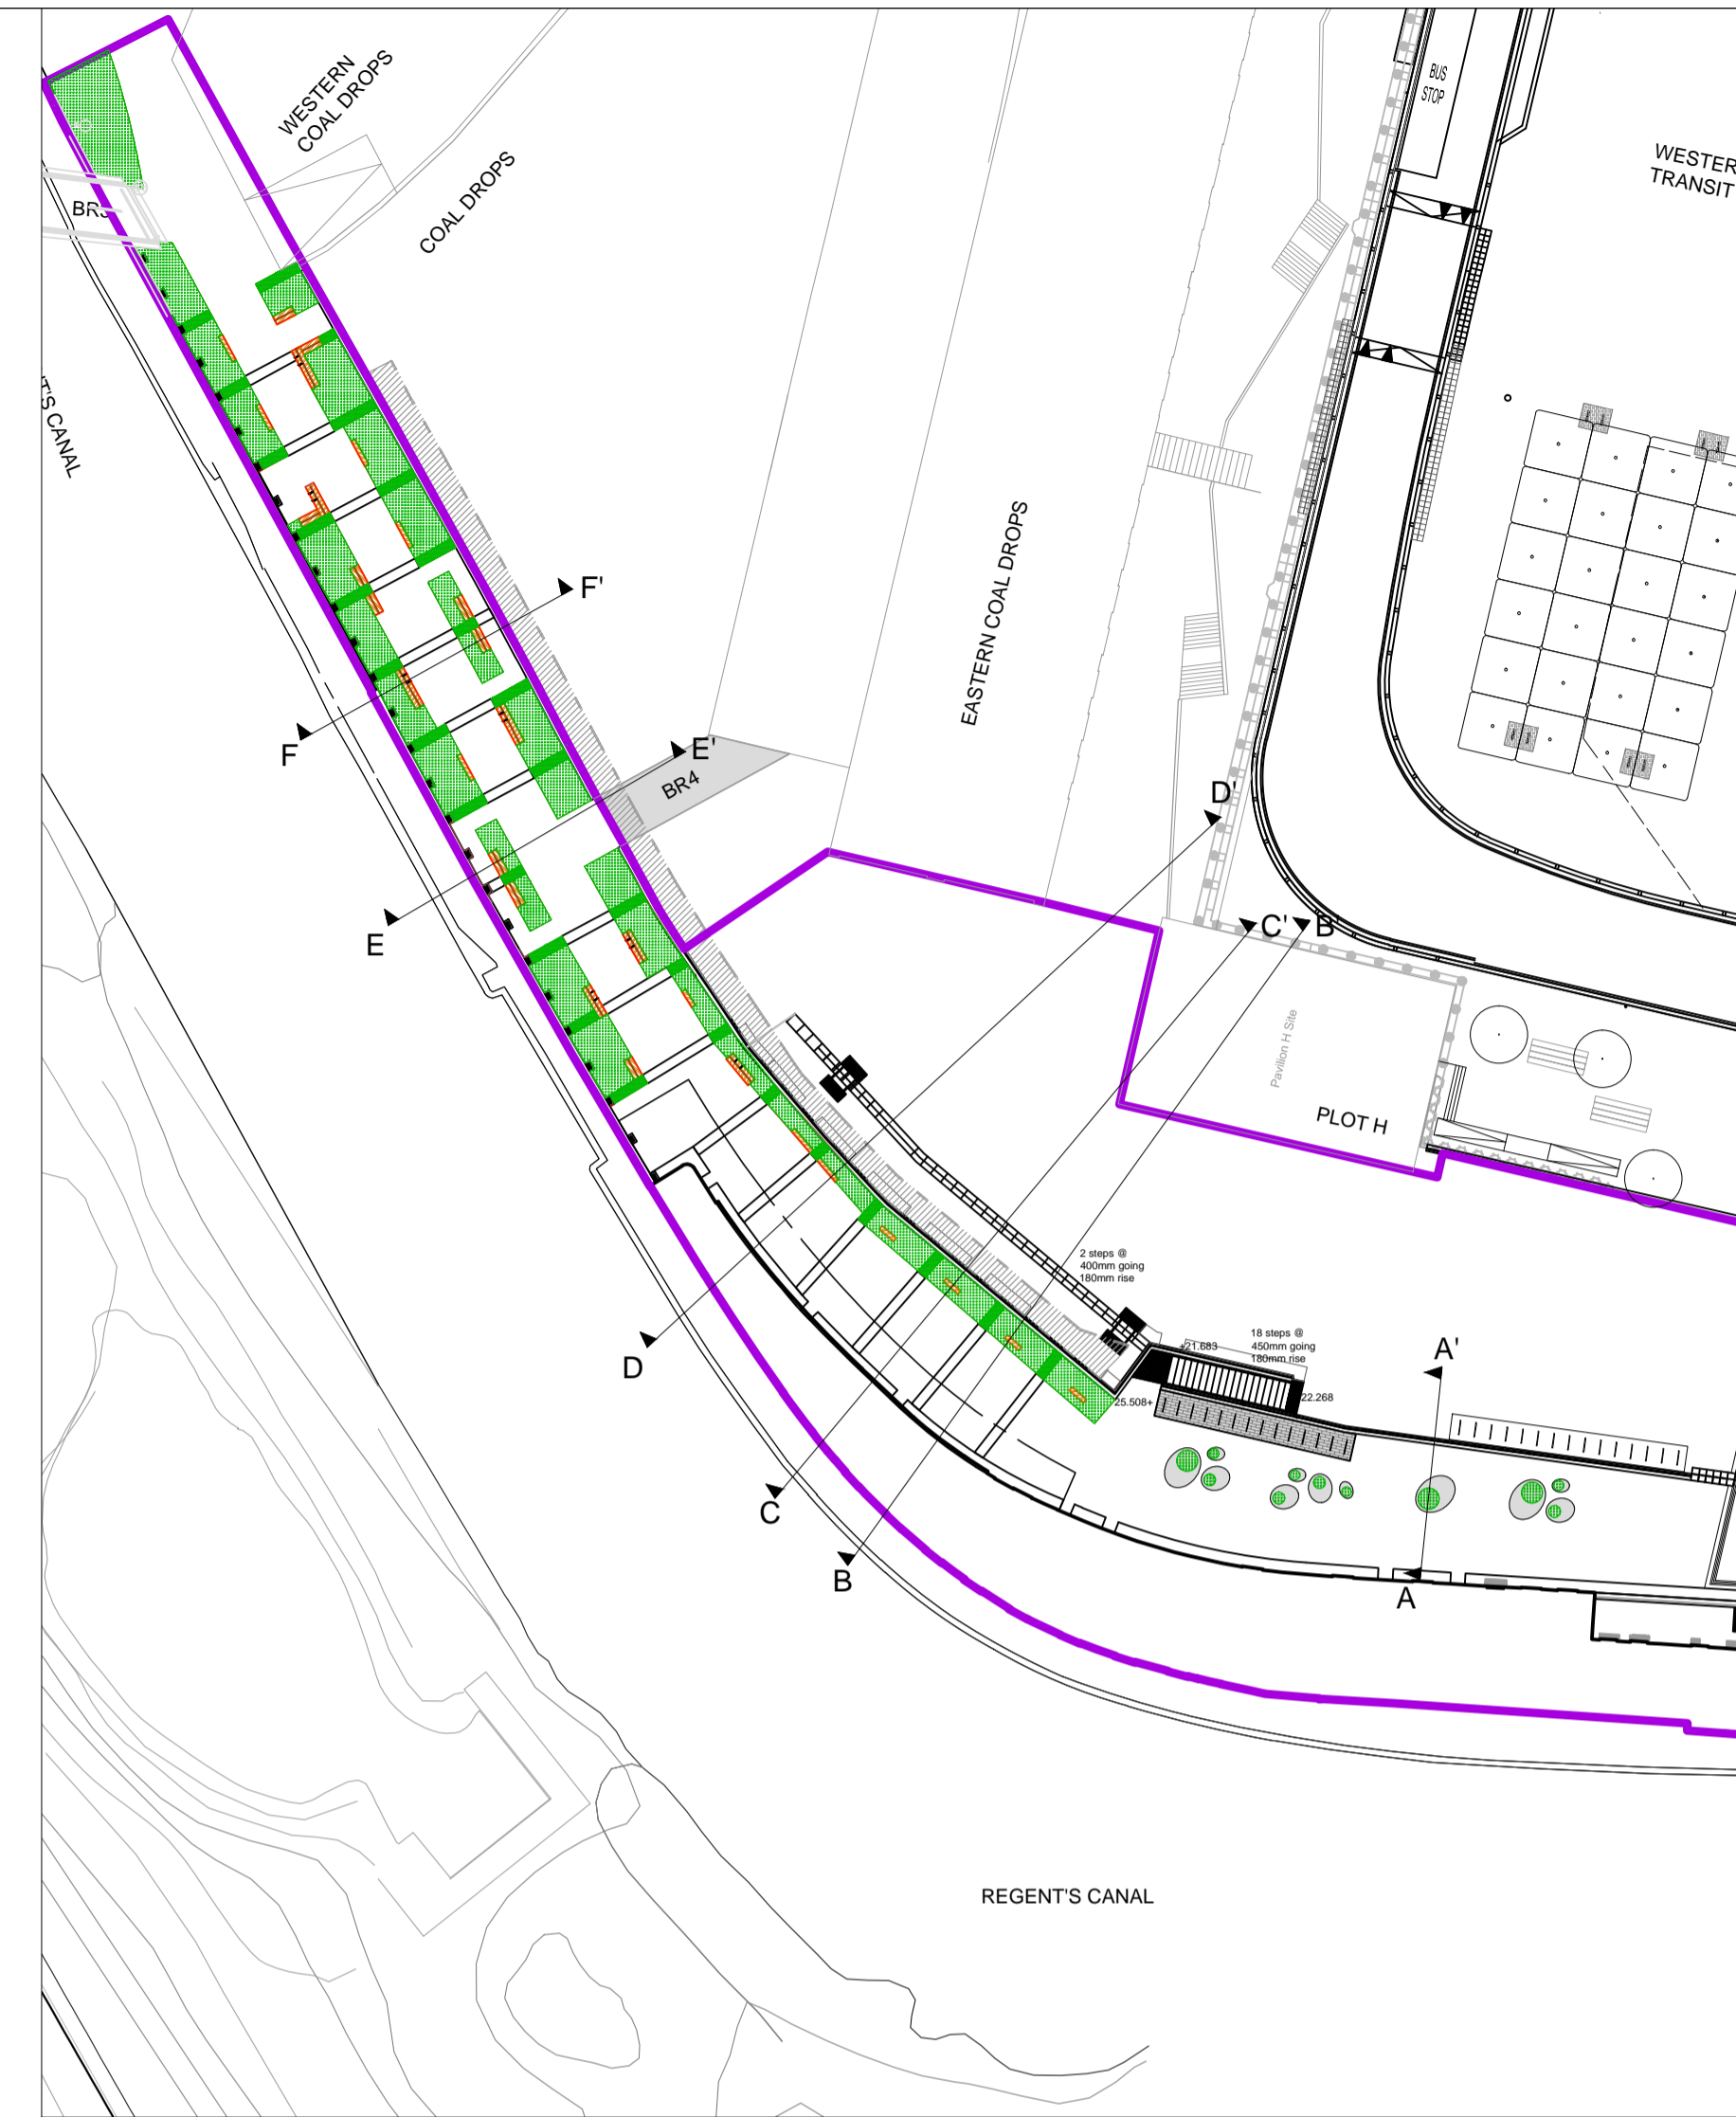 BUS
STOP
WESTERN
COAL DROPS
COAL DROPS
TRANSIT
F'
F
E'
BR4
E
EASTERN COAL DROPS
D'
C'
B
Pavilion H Site
PLOT H
2 steps @
400mm going
180mm rise
18 steps @
450mm going
180mm rise
+21.683
22.268
25.508+
A'
D
C
B
A
REGENT'S CANAL
T'S CANAL